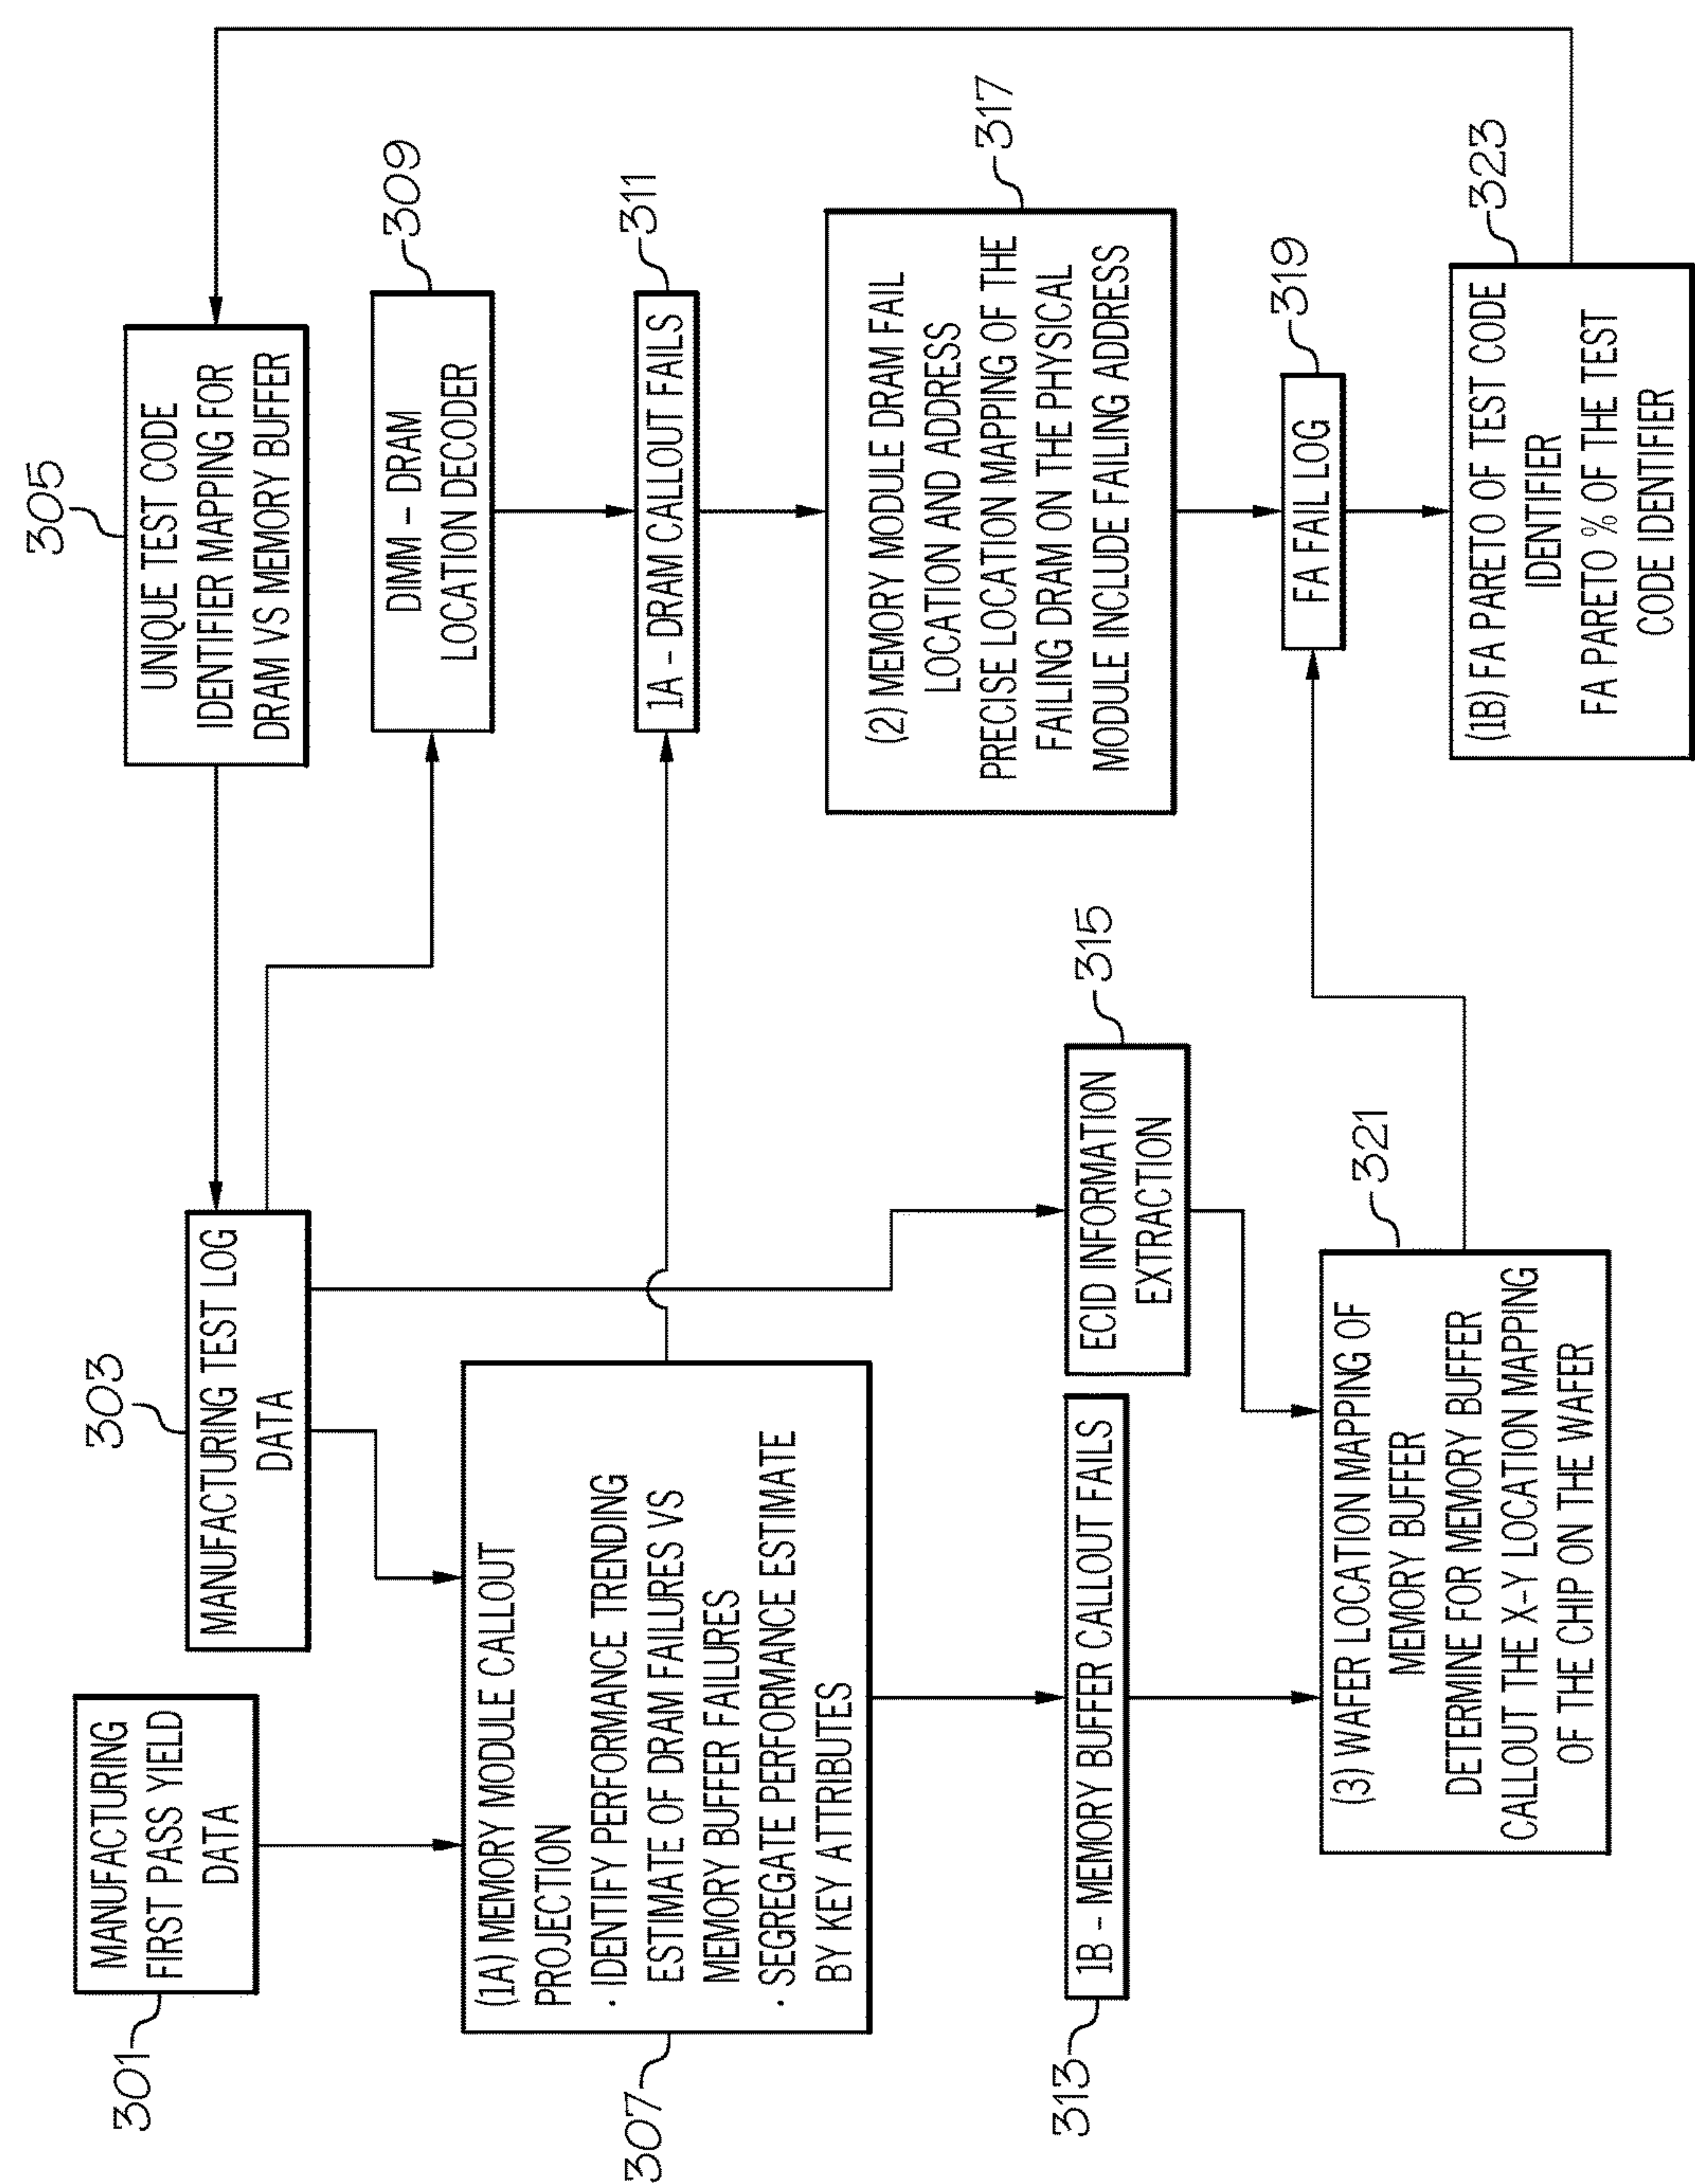 301
MANUFACTURING
FIRST PASS YIELD
DATA
303
MANUFACTURING TEST LOG
DATA
305
UNIQUE TEST CODE
IDENTIFIER MAPPING FOR
DRAM VS MEMORY BUFFER
307
(1A) MEMORY MODULE CALLOUT
PROJECTION
· IDENTIFY PERFORMANCE TRENDING
ESTIMATE OF DRAM FAILURES VS
MEMORY BUFFER FAILURES
· SEGREGATE PERFORMANCE ESTIMATE
BY KEY ATTRIBUTES
309
DIMM - DRAM
LOCATION DECODER
311
1A - DRAM CALLOUT FAILS
313
1B - MEMORY BUFFER CALLOUT FAILS
315
ECID INFORMATION
EXTRACTION
317
(2) MEMORY MODULE DRAM FAIL
LOCATION AND ADDRESS
PRECISE LOCATION MAPPING OF THE
FAILING DRAM ON THE PHYSICAL
MODULE INCLUDE FAILING ADDRESS
319
FA FAIL LOG
321
(3) WAFER LOCATION MAPPING OF
MEMORY BUFFER
DETERMINE FOR MEMORY BUFFER
CALLOUT THE X-Y LOCATION MAPPING
OF THE CHIP ON THE WAFER
323
(1B) FA PARETO OF TEST CODE
IDENTIFIER
FA PARETO % OF THE TEST
CODE IDENTIFIER